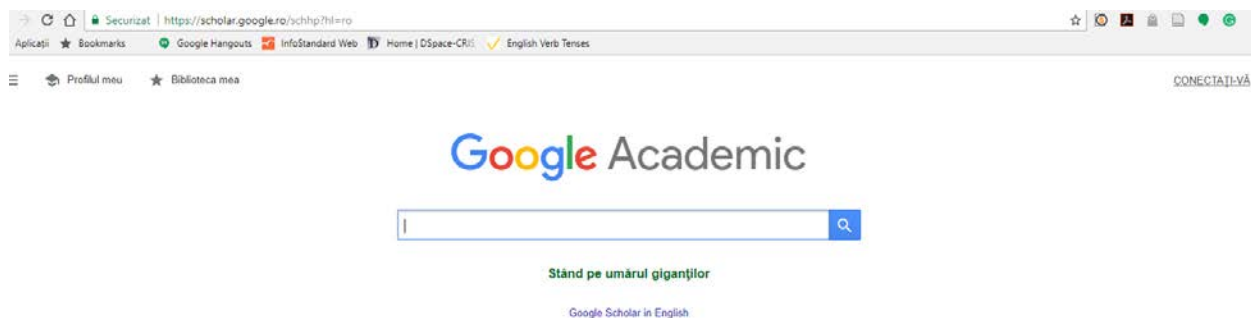 Securizat | https://scholar.google.ro/schhp?hl=ro
Aplicații Bookmarks Google Hangouts InfoStandard Web Home | DSpace-CRIS English Verb Tenses
Profilul meu Biblioteca mea CONECTAȚI-VĂ
Google Academic
Stând pe umărul giganților
Google Scholar in English